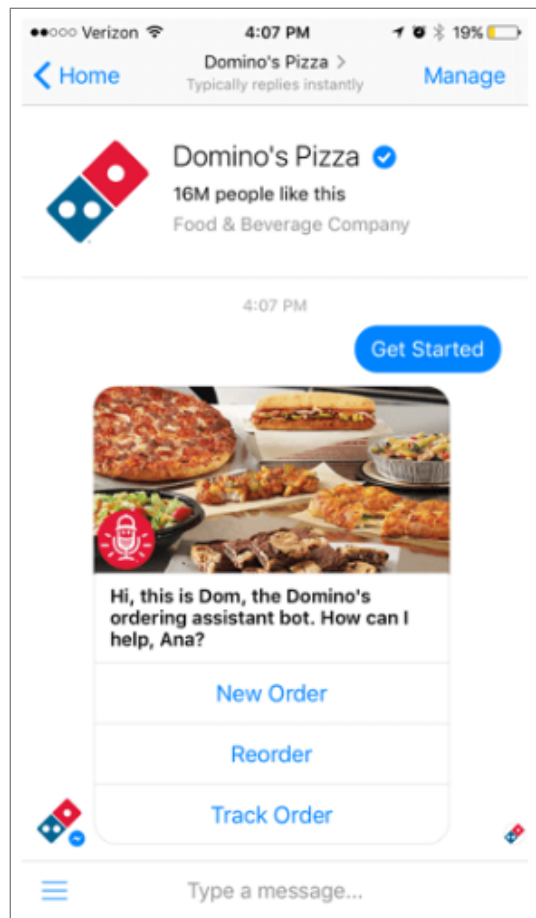 Verizon 4:07 PM 19%
Home Domino's Pizza > Manage
Typically replies instantly
Domino's Pizza
16M people like this
Food & Beverage Company
4:07 PM
Get Started
Hi, this is Dom, the Domino's
ordering assistant bot. How can I
help, Ana?
New Order
Reorder
Track Order
Type a message...